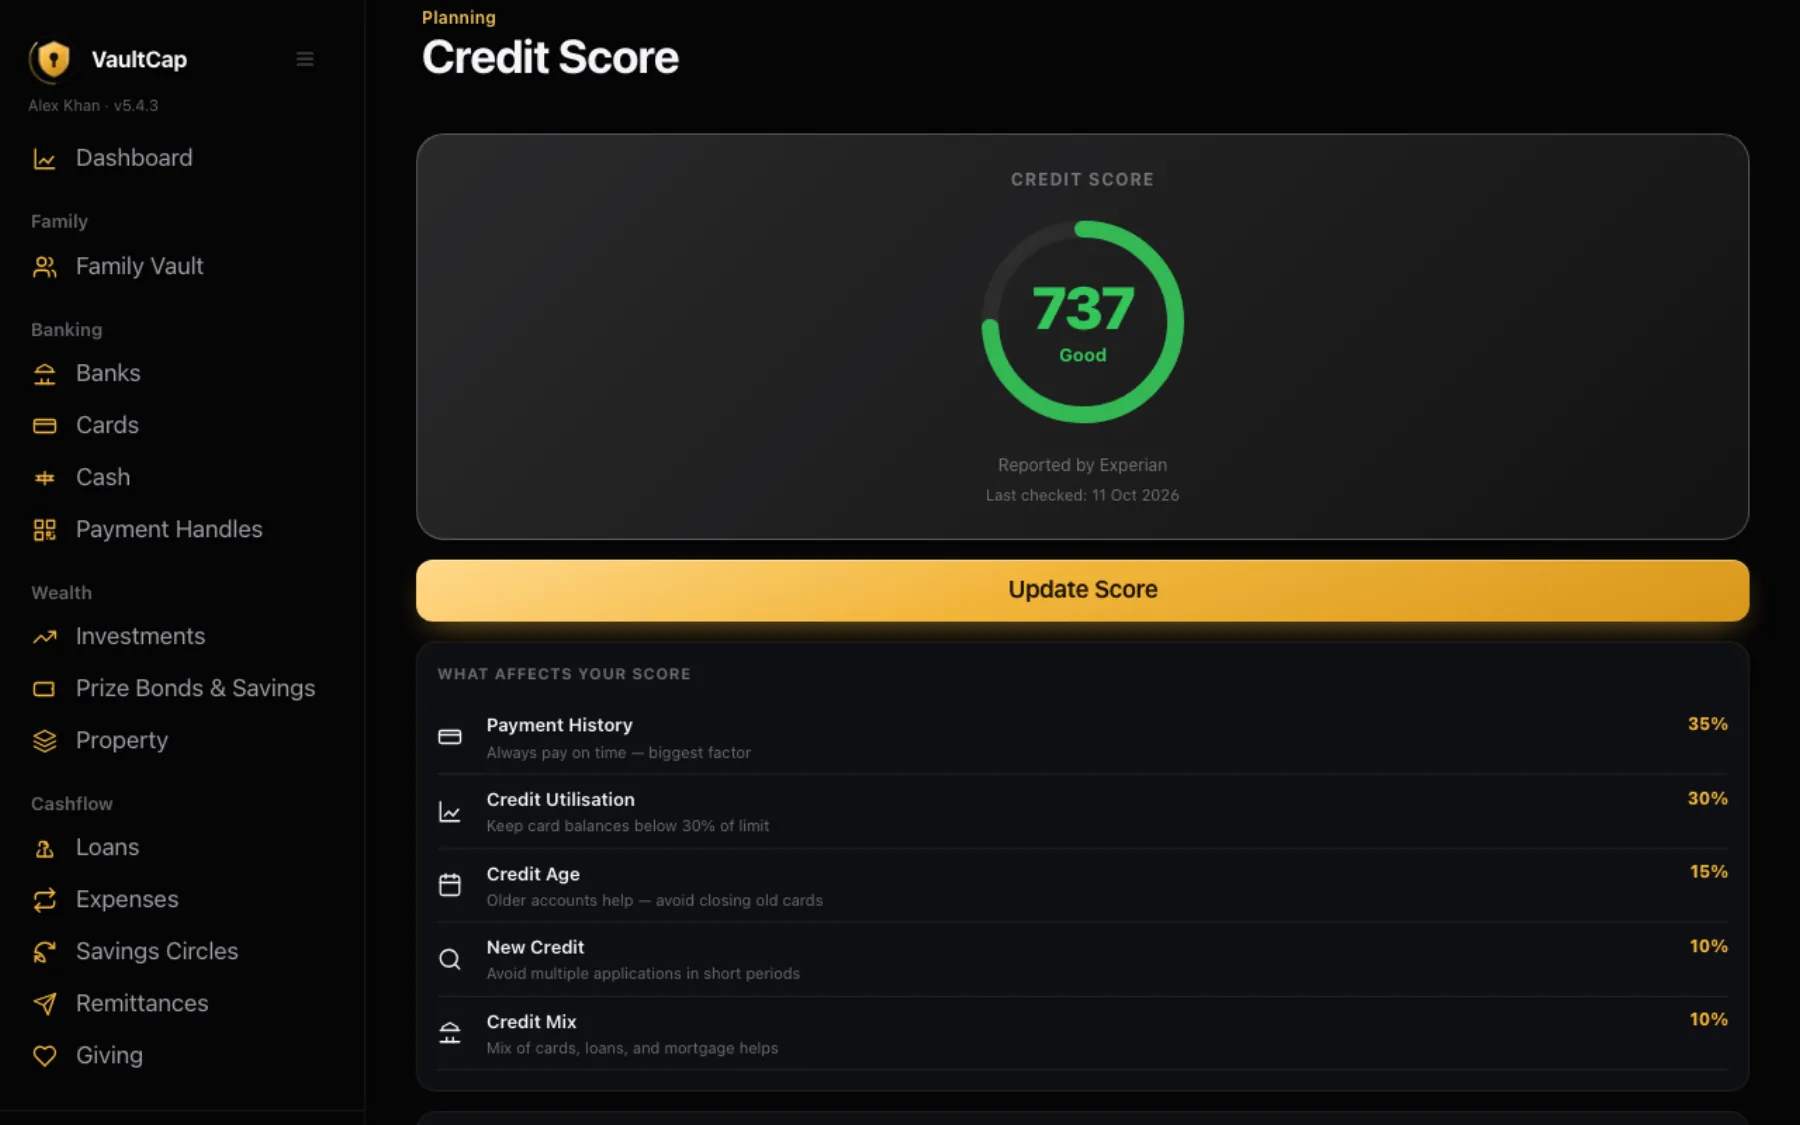 VaultCap
Alex Khan · v5.4.3
Dashboard
Family
Family Vault
Banking
Banks
Cards
Cash
Payment Handles
Wealth
Investments
Prize Bonds & Savings
Property
Cashflow
Loans
Expenses
Savings Circles
Remittances
Giving
Planning
Credit Score
CREDIT SCORE
737
Good
Reported by Experian
Last checked: 11 Oct 2026
Update Score
WHAT AFFECTS YOUR SCORE
Payment History 35%
Always pay on time — biggest factor
Credit Utilisation 30%
Keep card balances below 30% of limit
Credit Age 15%
Older accounts help — avoid closing old cards
New Credit 10%
Avoid multiple applications in short periods
Credit Mix 10%
Mix of cards, loans, and mortgage helps